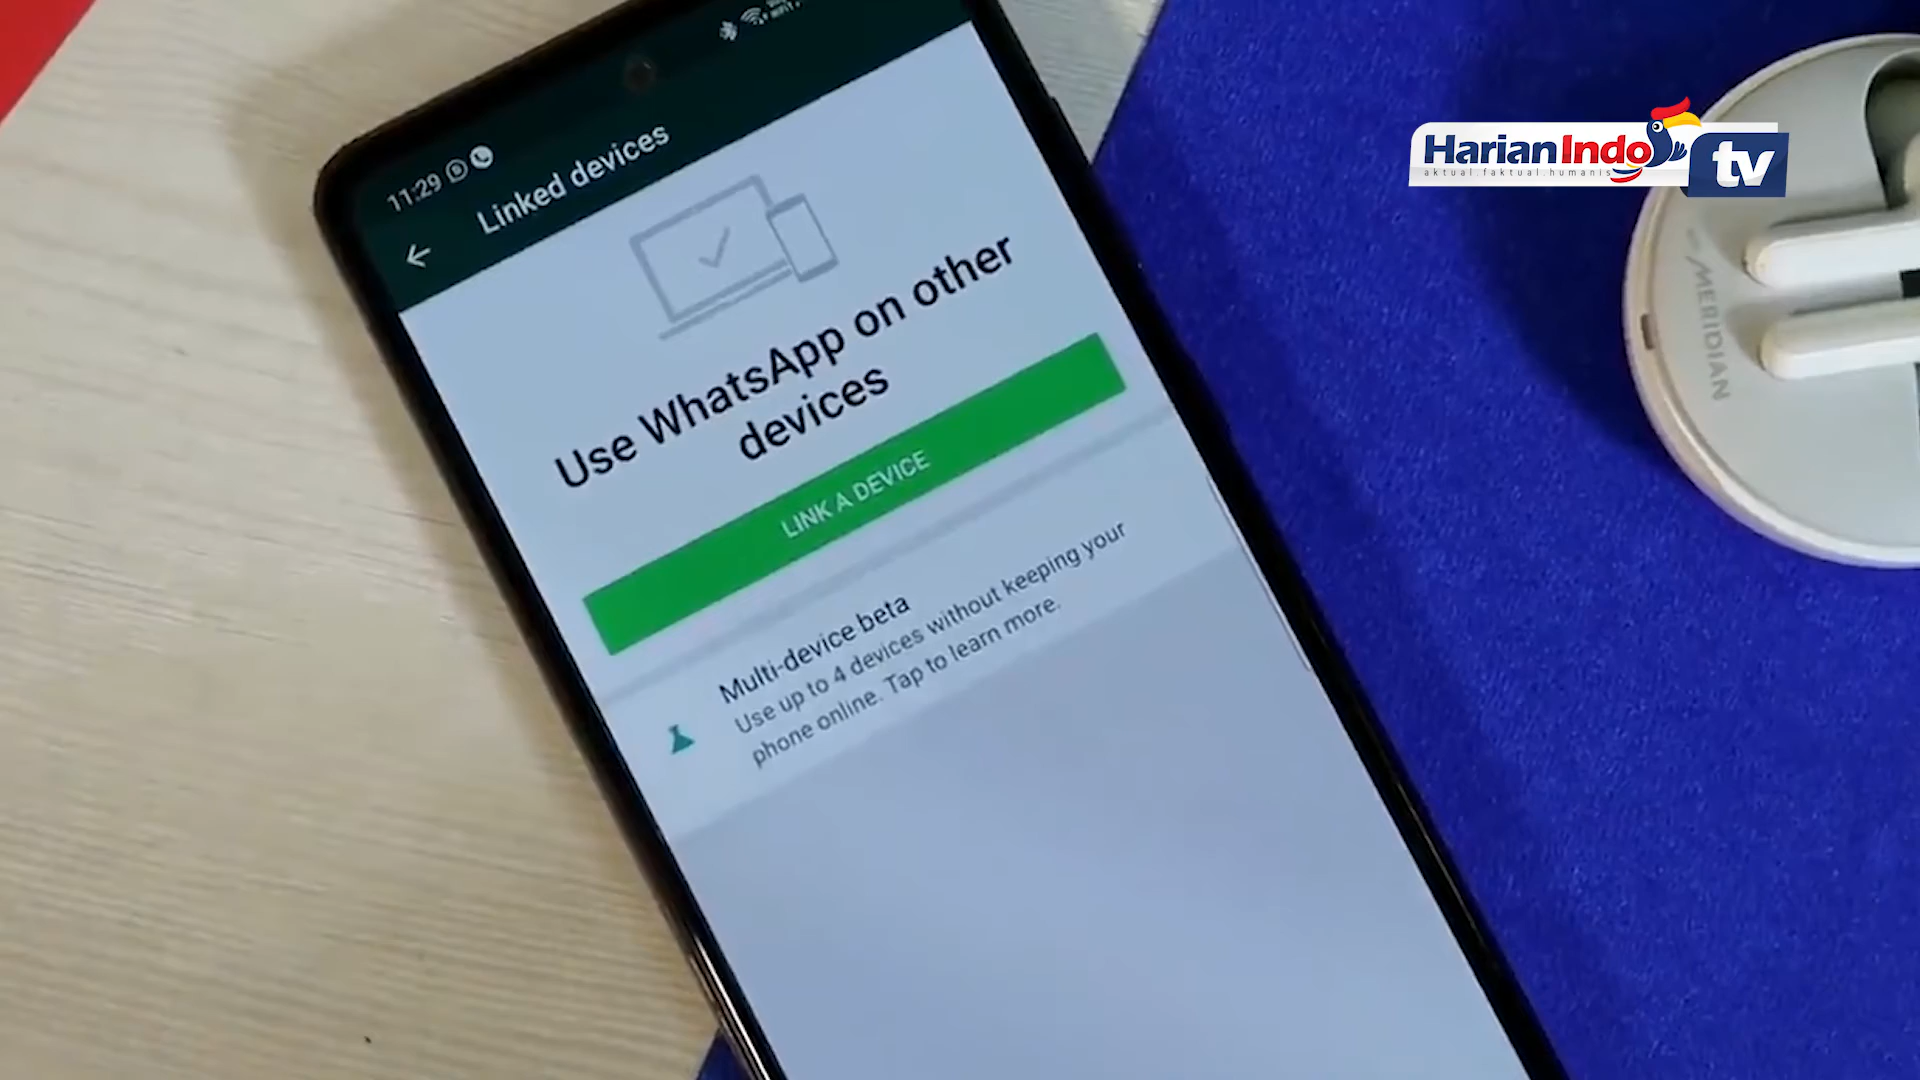 11:29
Linked devices
Use WhatsApp on other
devices
LINK A DEVICE
Multi-device beta
Use up to 4 devices without keeping your
phone online. Tap to learn more.
HarianIndo tv
aktual.faktual.humanis
MERIDIAN